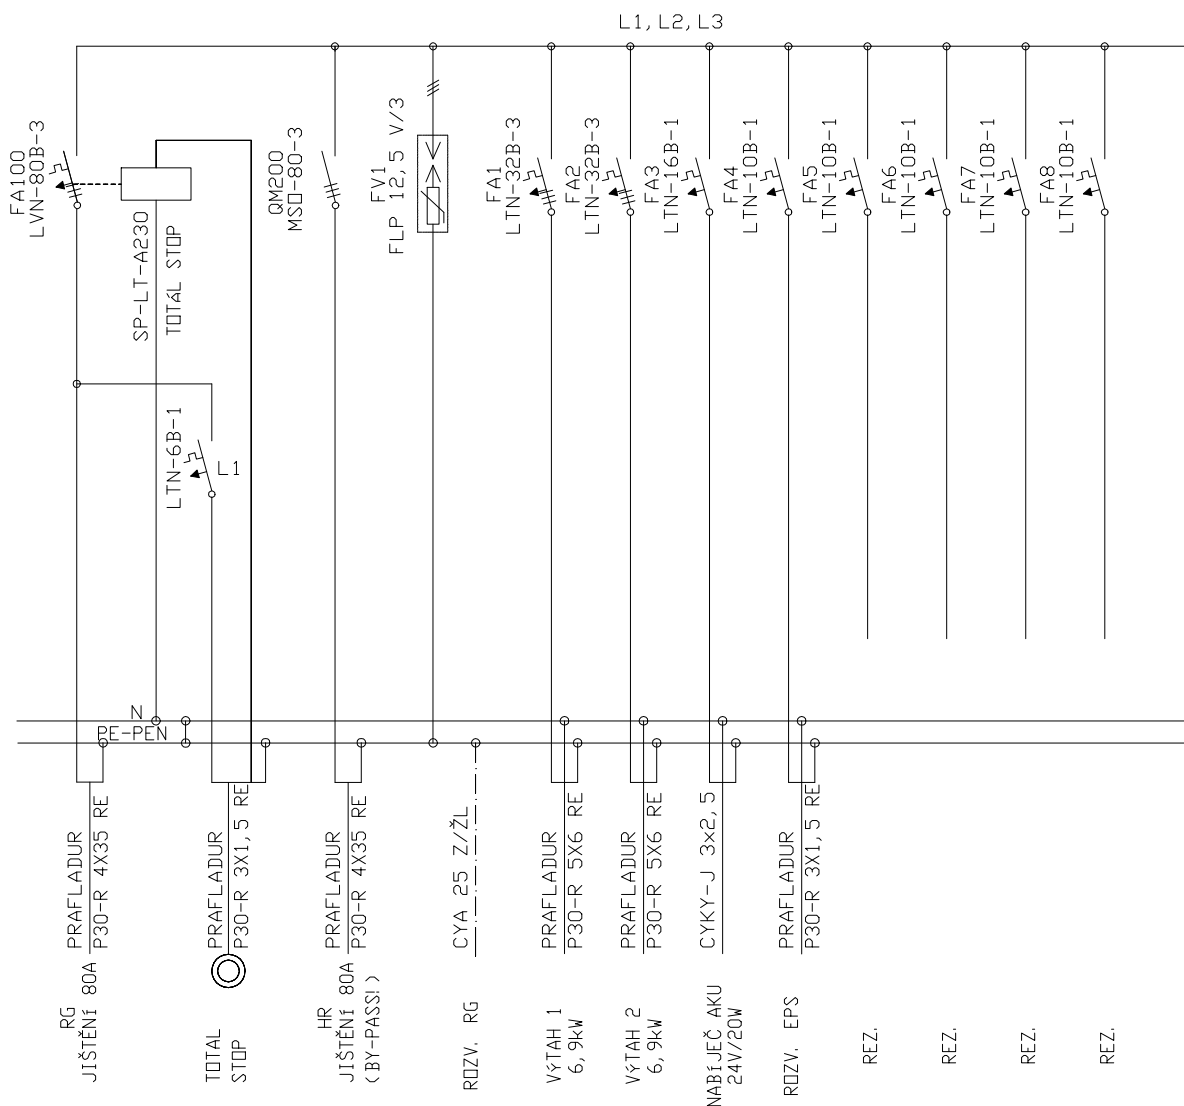 L1, L2, L3
FA100
LVN-80B-3
SP-LT-A230
TOTÁL STOP
QM200
MSO-80-3
FV1
FLP 12,5 V/3
FA1
LTN-32B-3
FA2
LTN-32B-3
FA3
LTN-16B-1
FA4
LTN-10B-1
FA5
LTN-10B-1
FA6
LTN-10B-1
FA7
LTN-10B-1
FA8
LTN-10B-1
LTN-6B-1
L1
N
PE-PEN
PRAFLADUR
P30-R 4X35 RE
PRAFLADUR
P30-R 3X1,5 RE
PRAFLADUR
P30-R 4X35 RE
CYA 25 Z/ŽL
PRAFLADUR
P30-R 5X6 RE
PRAFLADUR
P30-R 5X6 RE
CYKY-J 3x2,5
PRAFLADUR
P30-R 3X1,5 RE
RG
JIŠTĚNÍ 80A
TOTAL
STOP
HR
JIŠTĚNÍ 80A
(BY-PASS!)
ROZV. RG
VÝTAH 1
6,9kW
VÝTAH 2
6,9kW
NABÍJEČ AKU
24V/20W
ROZV. EPS
REZ.
REZ.
REZ.
REZ.